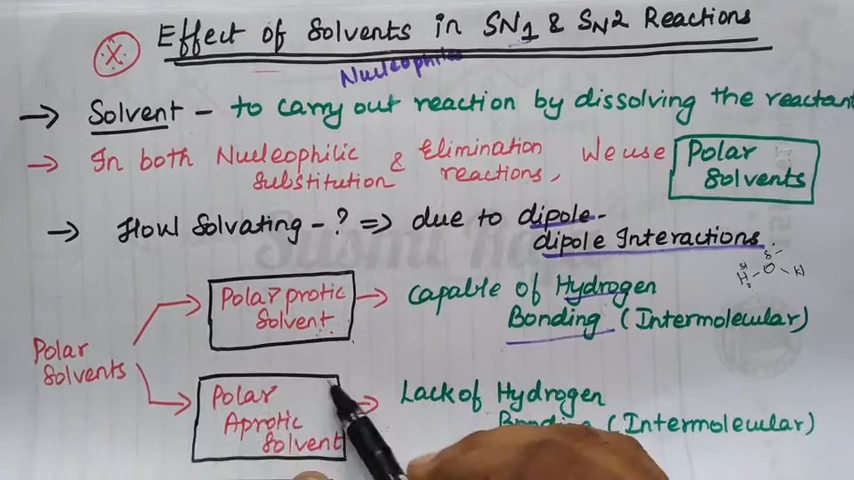 Effect of Solvents in SN1 & SN2 Reactions
Nucleophilic
→ Solvent - to carry out reaction by dissolving the reactant
→ In both Nucleophilic substitution & Elimination reactions, We use Polar Solvents
→ How Solvating - ? ⇒ due to dipole-
dipole Interactions.
Polar Solvents
Polar protic Solvent → Capable of Hydrogen
Bonding (Intermolecular)
Polar Aprotic Solvent → Lack of Hydrogen
(Intermolecular)